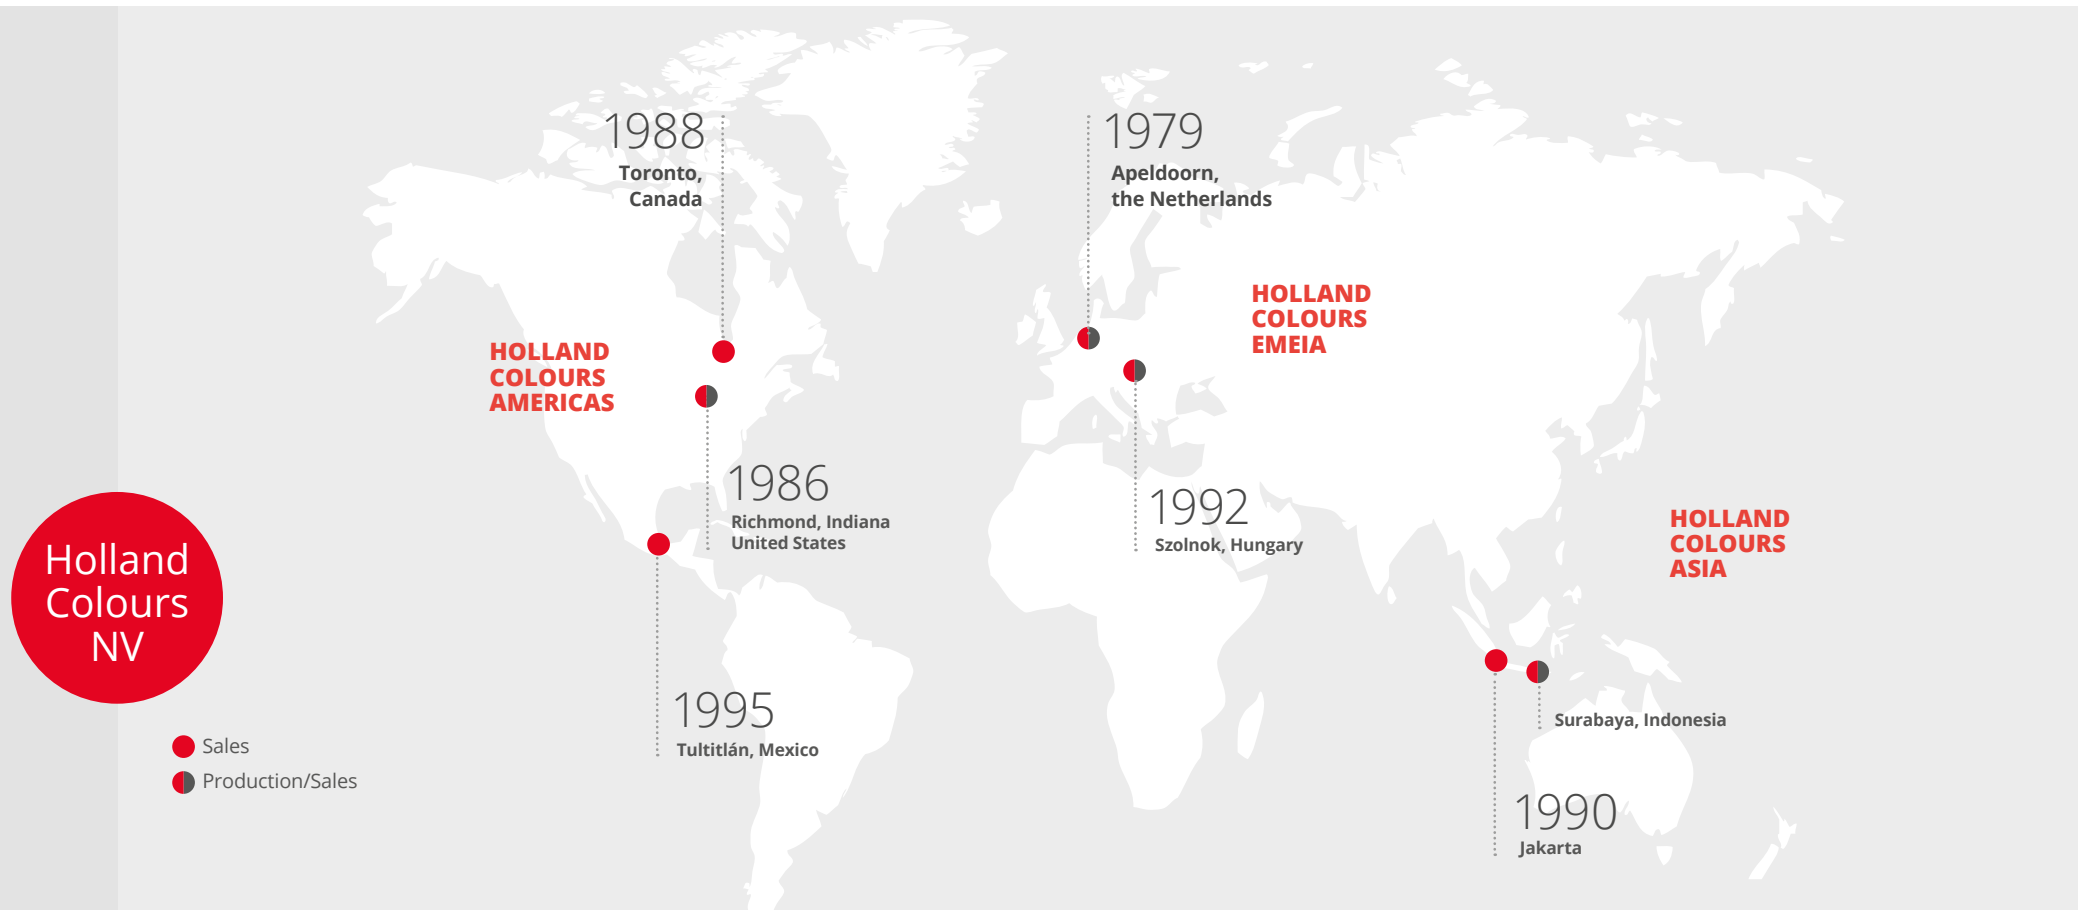 1988
Toronto,
Canada
1979
Apeldoorn,
the Netherlands
HOLLAND
COLOURS
EMEIA
HOLLAND
COLOURS
AMERICAS
1986
Richmond, Indiana
United States
1992
Szolnok, Hungary
HOLLAND
COLOURS
ASIA
Holland
Colours
NV
1995
Tultitlán, Mexico
Surabaya, Indonesia
Sales
Production/Sales
1990
Jakarta